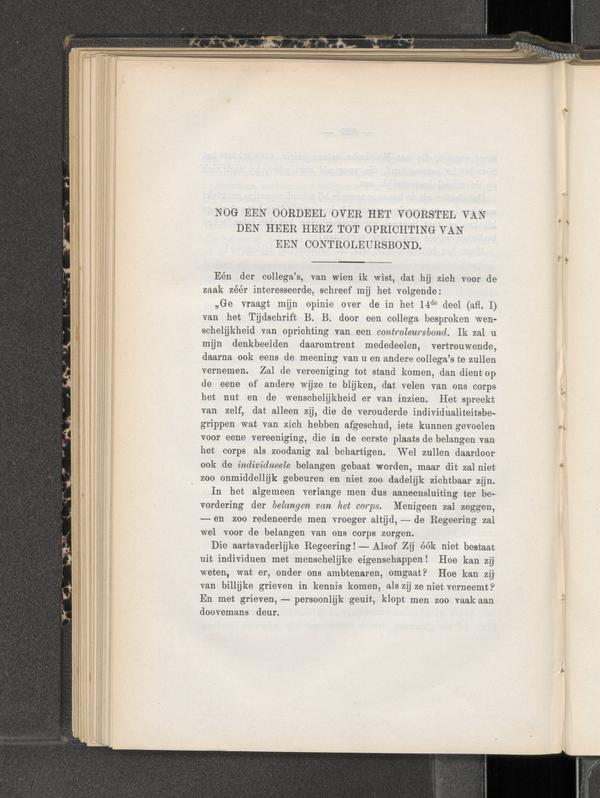 NOG EEN OORDEEL OVER HET VOORSTEL VAN
DEN HEER HERZ TOT OPRICHTING VAN
EEN CONTROLEURSBOND.
Eén der collega's, van wien ik wist, dat hij zich voor de
zaak zéér interesseerde, schreef mij het volgende:
„Ge vraagt mijn opinie over de in het 14de deel (afl. I)
van het Tijdschrift B. B. door een collega besproken wen-
schelijkheid van oprichting van een controleursbond. Ik zal u
mijn denkbeelden daaromtrent mededeelen, vertrouwende,
daarna ook eens de meening van u en andere collega's te zullen
vernemen. Zal de vereeniging tot stand komen, dan dient op
de eene of andere wijze te blijken, dat velen van ons corps
het nut en de wenschelijkheid er van inzien. Het spreekt
van zelf, dat alleen zij, die de verouderde individualiteitsbe-
grippen wat van zich hebben afgeschud, iets kunnen gevoelen
voor eene vereeniging, die in de eerste plaats de belangen van
het corps als zoodanig zal behartigen. Wel zullen daardoor
ook de individueele belangen gebaat worden, maar dit zal niet
zoo onmiddellijk gebeuren en niet zoo dadelijk zichtbaar zijn.
In het algemeen verlange men dus aaneensluiting ter be-
vordering der belangen van het corps. Menigeen zal zeggen,
— en zoo redeneerde men vroeger altijd, — de Regeering zal
wel voor de belangen van ons corps zorgen.
Die aartsvaderlijke Regeering! — Alsof Zij óók niet bestaat
uit individuen met menschelijke eigenschappen! Hoe kan zij
weten, wat er, onder ons ambtenaren, omgaat? Hoe kan zij
van billijke grieven in kennis komen, als zij ze niet verneemt?
En met grieven, — persoonlijk geuit, klopt men zoo vaak aan
doovemans deur.